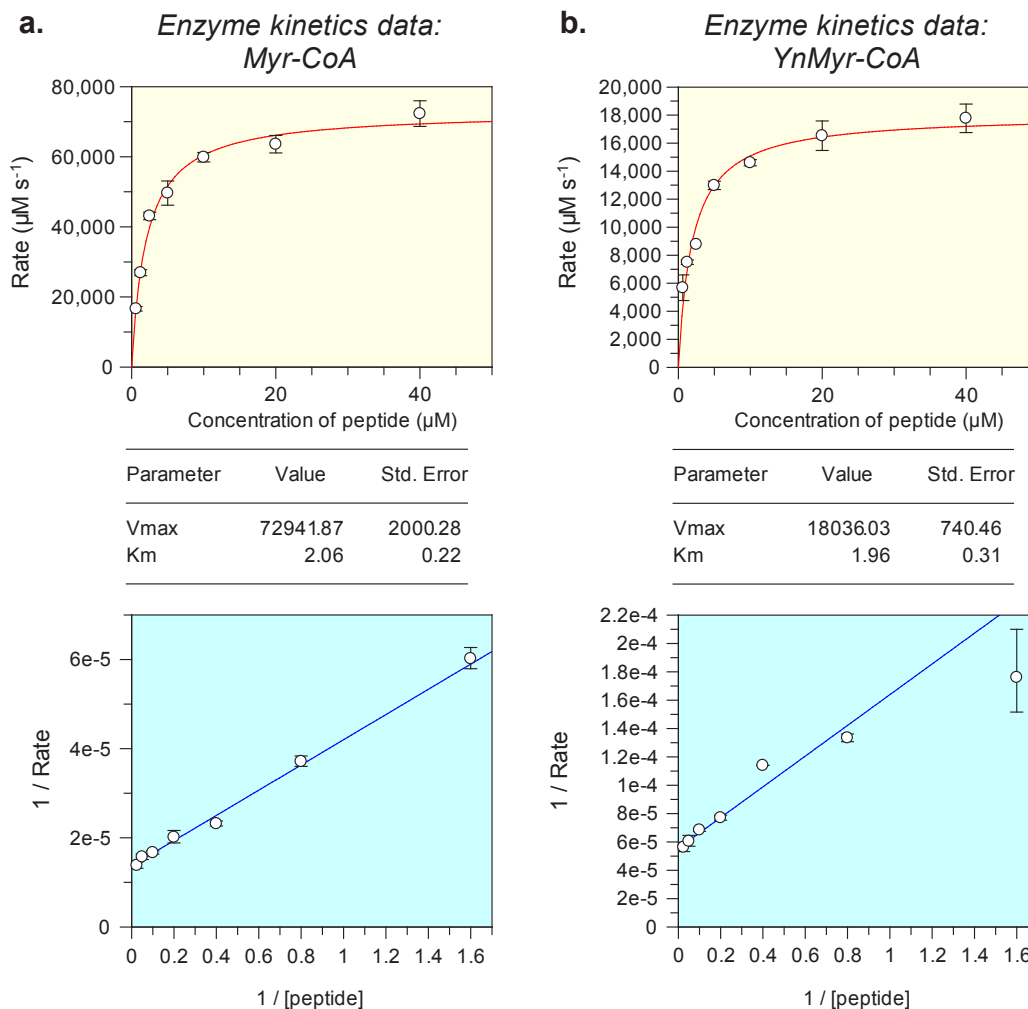 a.
Enzyme kinetics data:
Myr-CoA
80,000
60,000
40,000
20,000
0
Rate (µM s⁻¹)
0 20 40
Concentration of peptide (µM)
Parameter Value Std. Error
Vmax 72941.87 2000.28
Km 2.06 0.22
6e-5
4e-5
2e-5
0
1 / Rate
0 0.2 0.4 0.6 0.8 1 1.2 1.4 1.6
1 / [peptide]
b.
Enzyme kinetics data:
YnMyr-CoA
20,000
18,000
16,000
14,000
12,000
10,000
8,000
6,000
4,000
2,000
0
Rate (µM s⁻¹)
0 20 40
Concentration of peptide (µM)
Parameter Value Std. Error
Vmax 18036.03 740.46
Km 1.96 0.31
2.2e-4
2e-4
1.8e-4
1.6e-4
1.4e-4
1.2e-4
1e-4
8e-5
6e-5
4e-5
2e-5
0
1 / Rate
0 0.2 0.4 0.6 0.8 1 1.2 1.4 1.6
1 / [peptide]